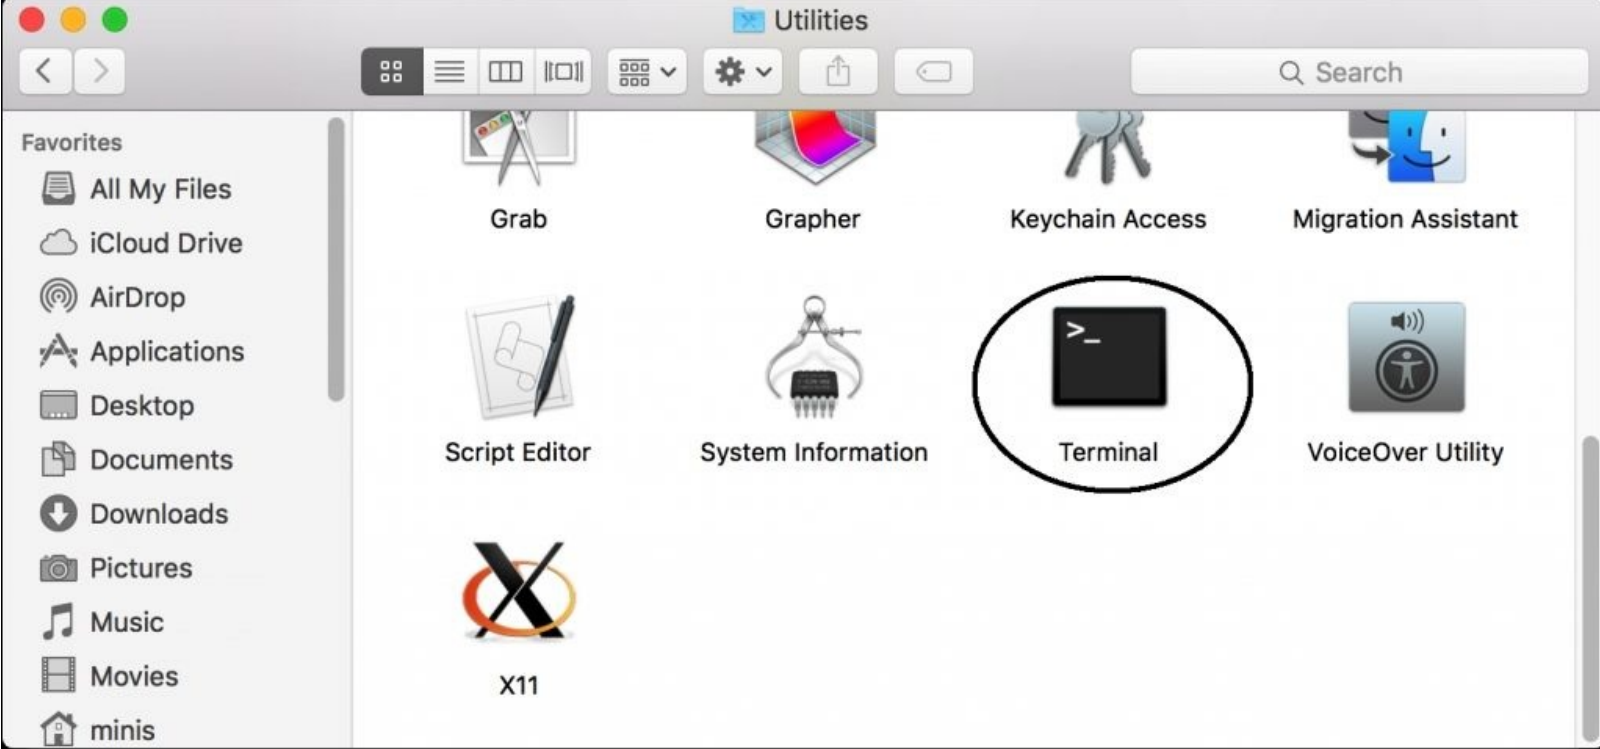 Utilities
Search
Favorites
All My Files
iCloud Drive
AirDrop
Applications
Desktop
Documents
Downloads
Pictures
Music
Movies
minis
Grab
Grapher
Keychain Access
Migration Assistant
>_
Script Editor
System Information
Terminal
VoiceOver Utility
X11